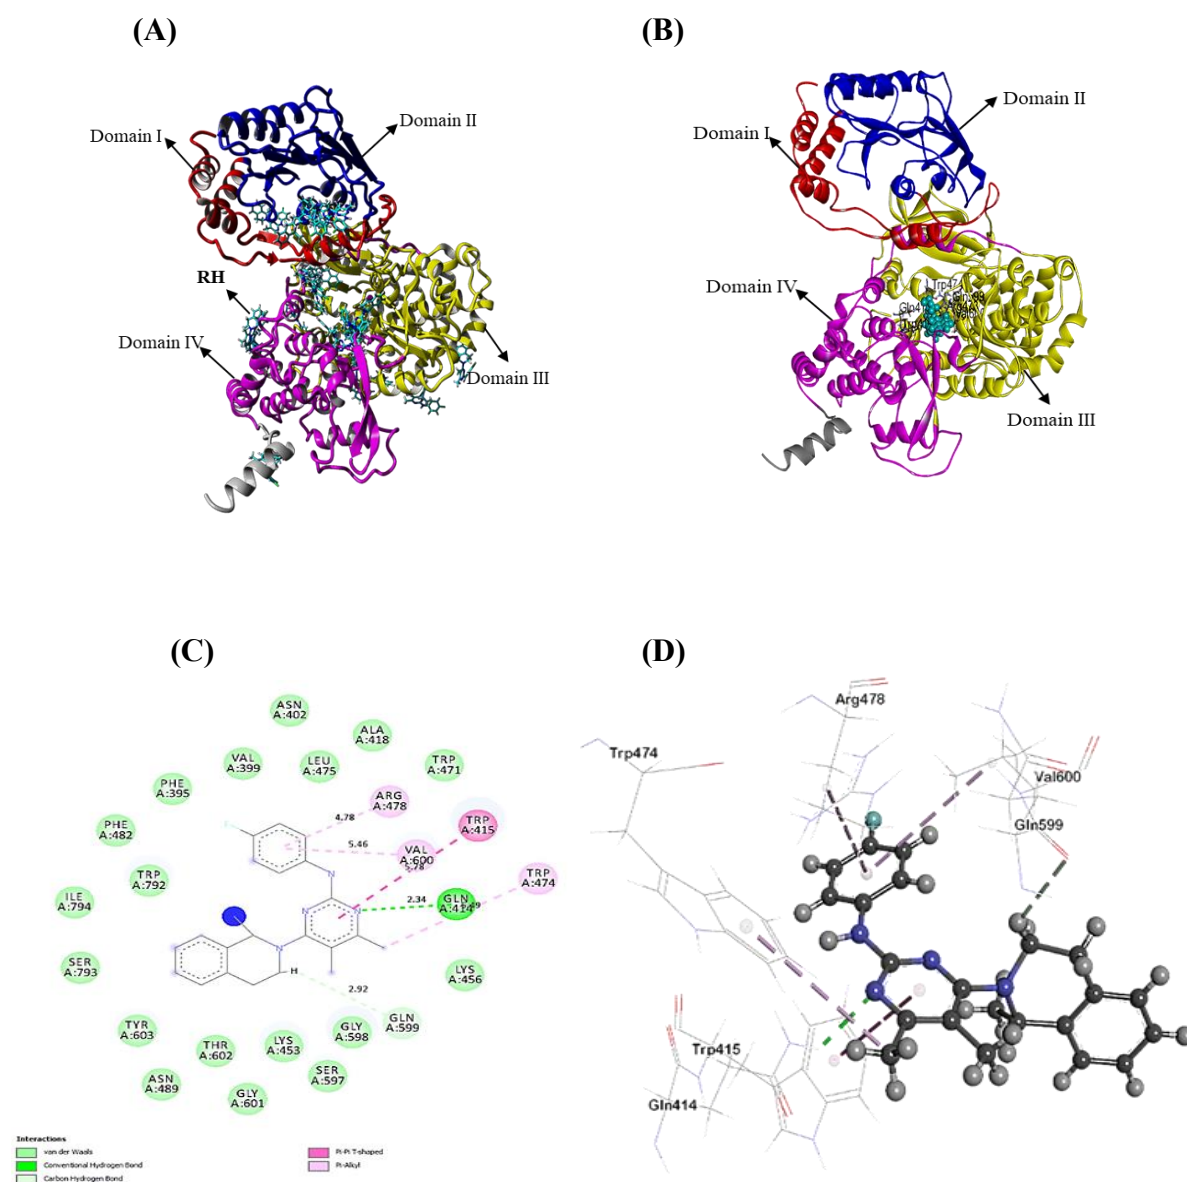 (A)
(B)
Domain I
Domain II
RH
Domain IV
Domain III
Domain I
Domain II
Domain IV
Domain III
Trp47
(C)
(D)
ASN
A:402
ALA
A:418
VAL
A:399
LEU
A:475
TRP
A:471
PHE
A:395
ARG
A:478
4.78
TRP
A:415
PHE
A:482
5.46
VAL
A:600
5.78
TRP
A:792
TRP
A:474
ILE
A:794
N
N
N
2.34
GLN
A:414
N
SER
A:793
H
LYS
A:456
2.92
GLN
A:599
TYR
A:603
THR
A:602
LYS
A:453
GLY
A:598
ASN
A:489
GLY
A:601
SER
A:597
Interactions
van der Waals
Conventional Hydrogen Bond
Carbon Hydrogen Bond
Pi-Pi T-shaped
Pi-Alkyl
Arg478
Trp474
Val600
Gln599
Trp415
Gln414